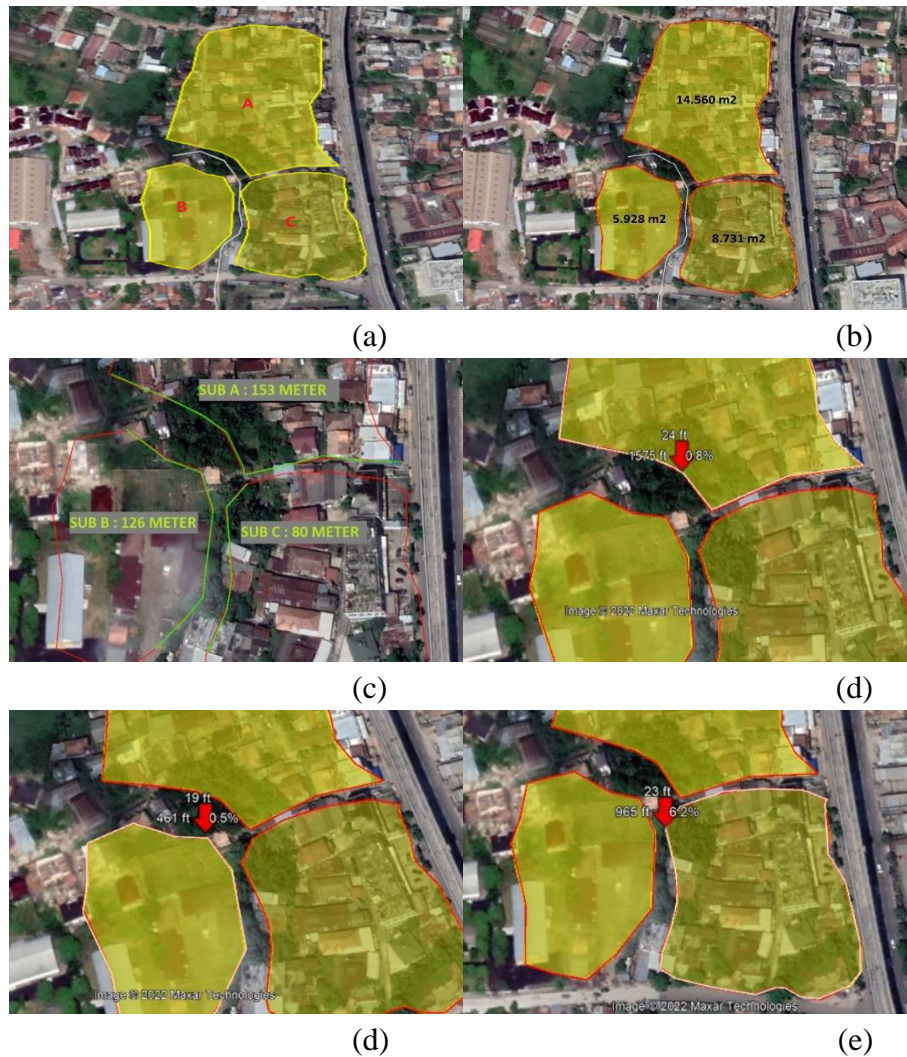 A
B
C
(a)
14.560 m2
5.928 m2
8.731 m2
(b)
SUB A : 153 METER
SUB B : 126 METER
SUB C : 80 METER
(c)
24 ft
1575 ft 0.8%
Image © 2022 Maxar Technologies
(d)
19 ft
461 ft 0.5%
© 2022 Maxar Technologies
(d)
23 ft
965 ft 6.2%
Image © 2022 Maxar Technologies
(e)